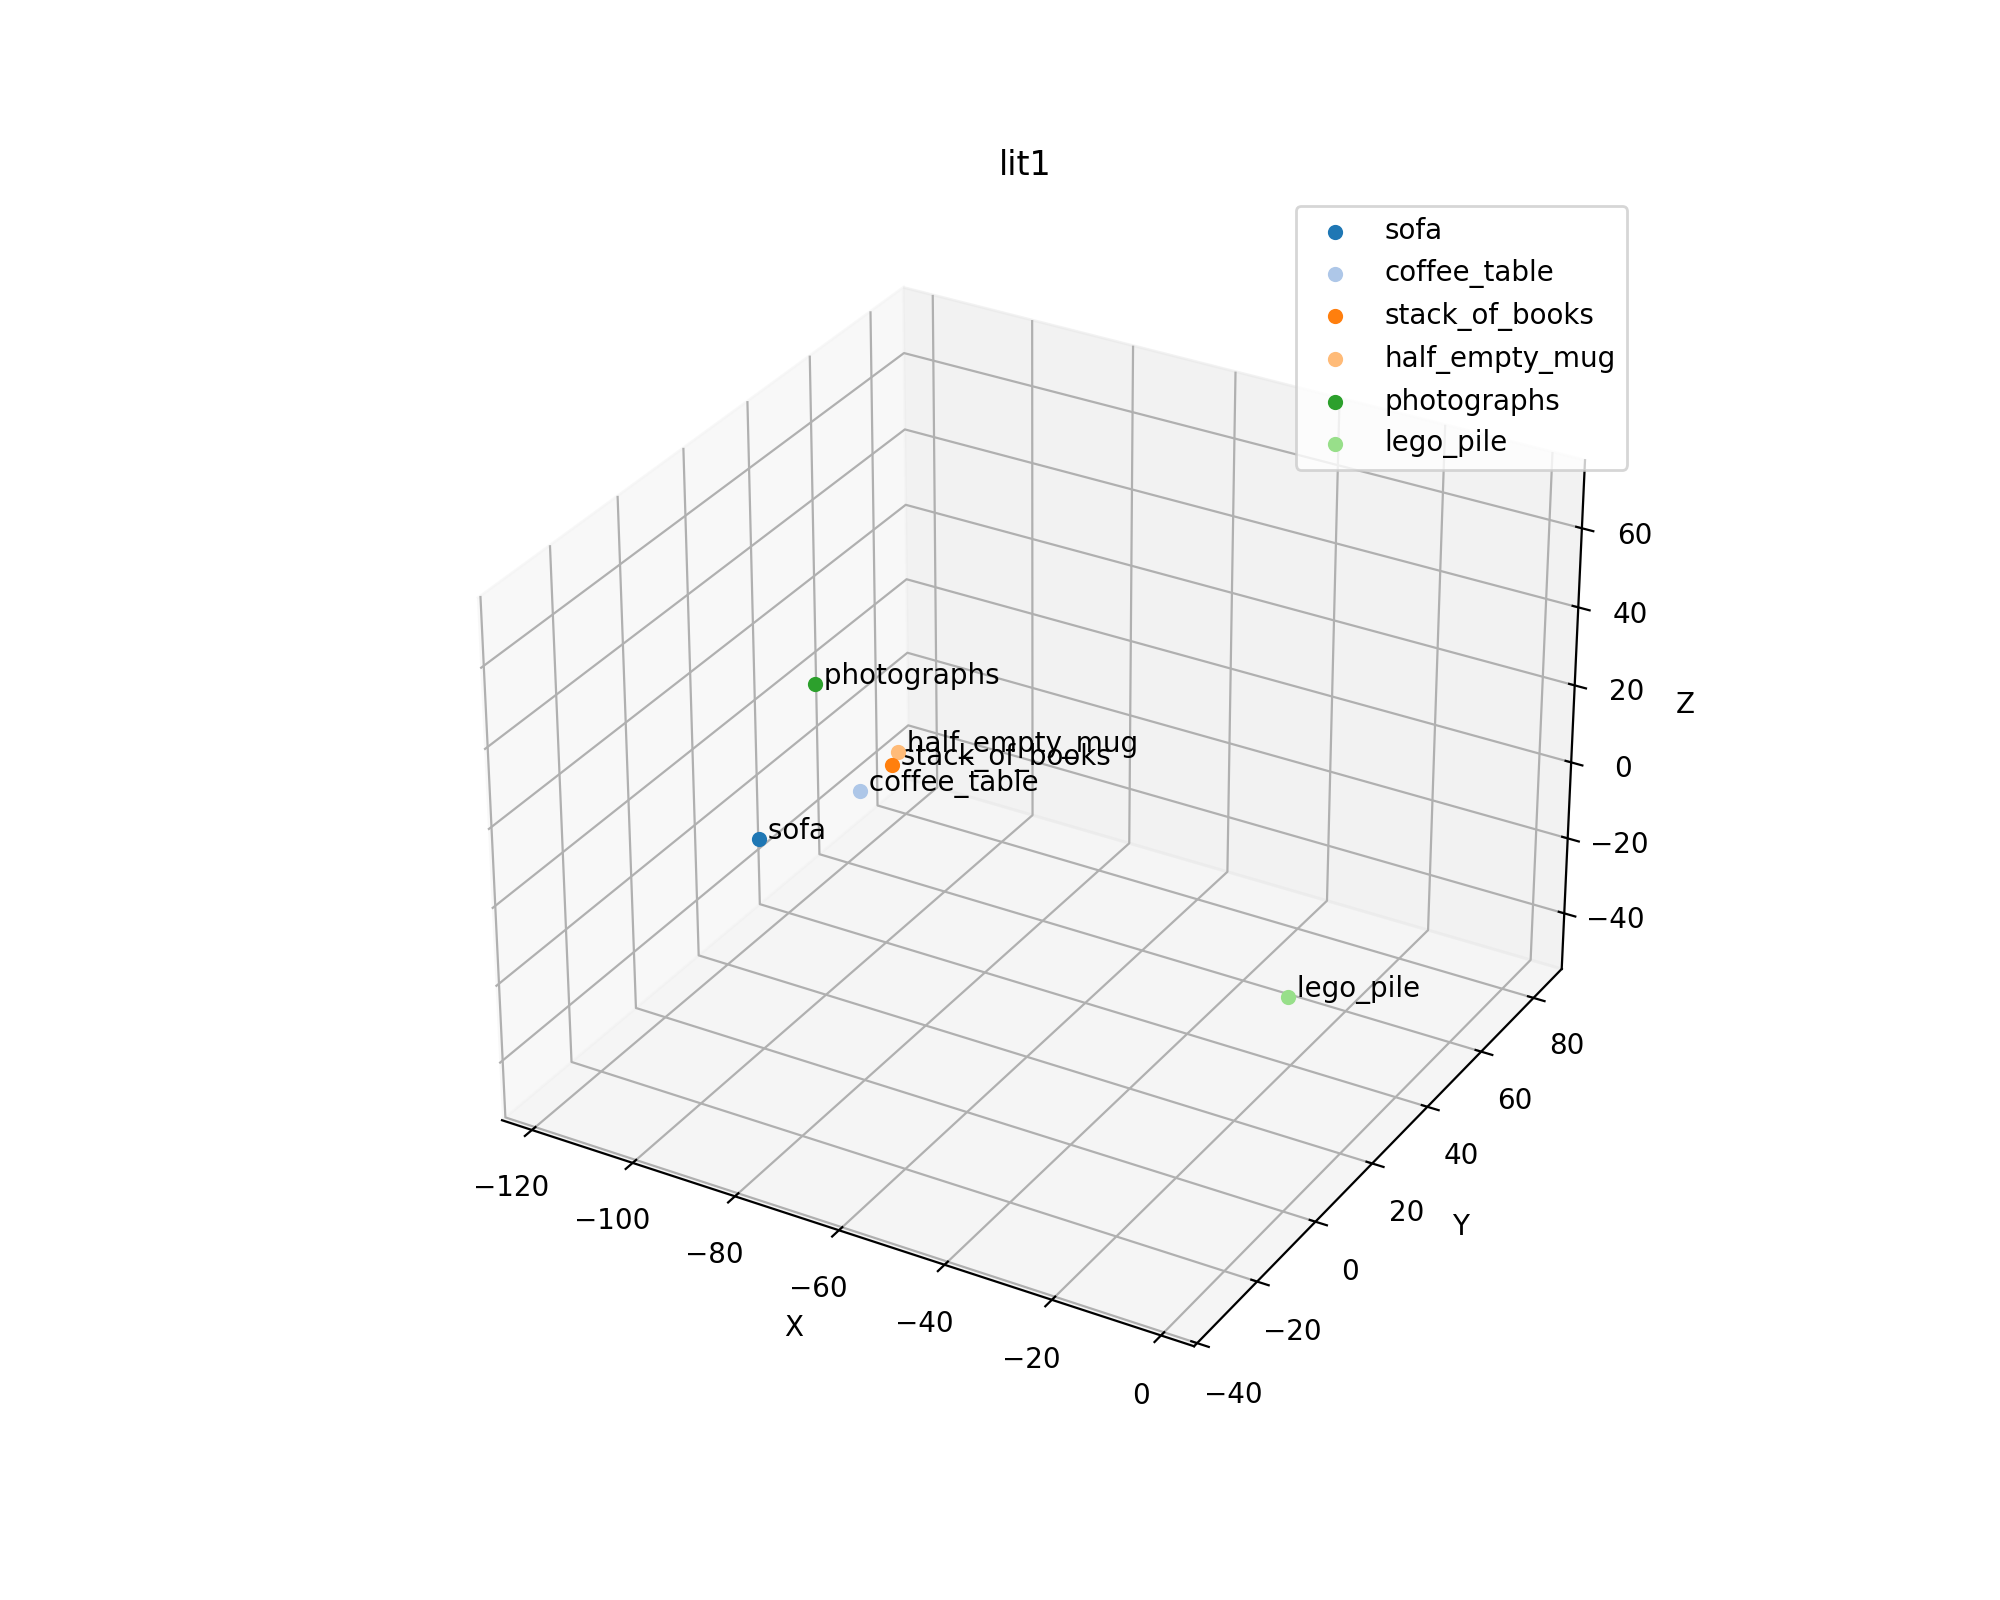 lit1
sofa
coffee_table
stack_of_books
half_empty_mug
photographs
lego_pile
60
40
20
0
−20
−40
Z
photographs
half_empty_mug
stack_of_books
coffee_table
sofa
lego_pile
80
60
40
20
0
−20
−40
Y
−120
−100
−80
−60
−40
−20
0
X